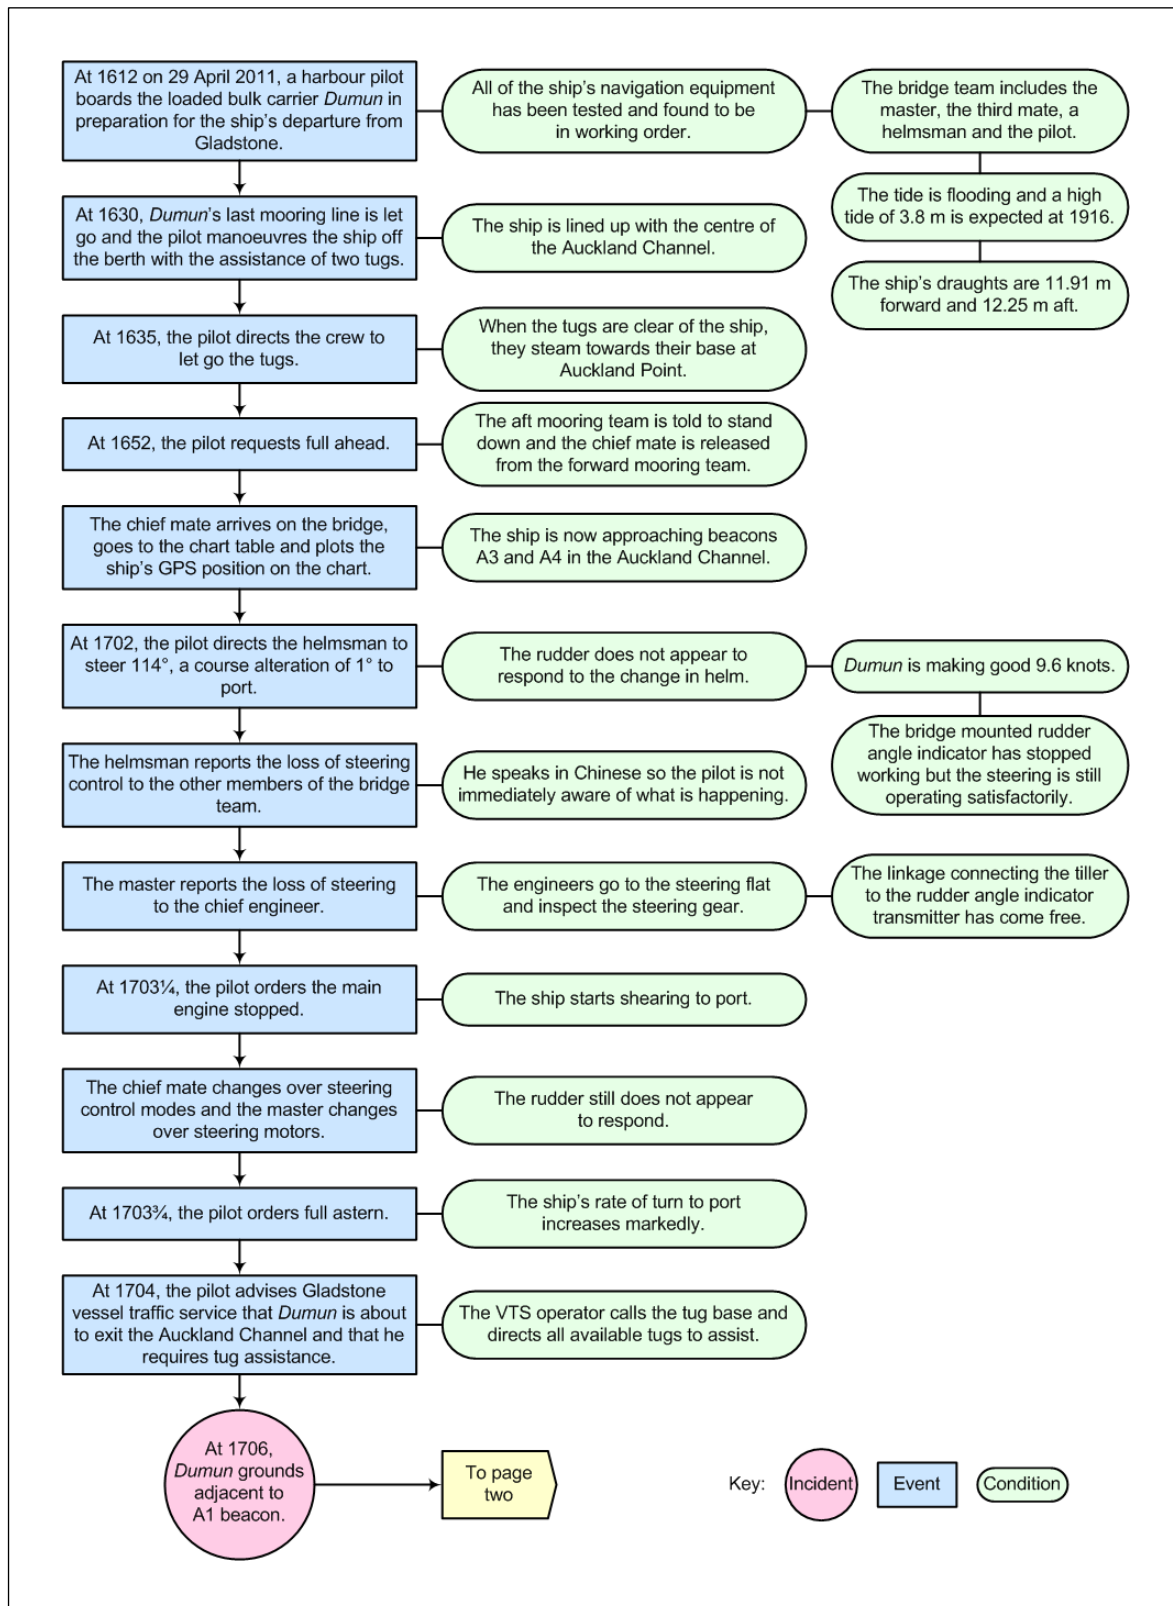 At 1612 on 29 April 2011, a harbour pilot
boards the loaded bulk carrier Dumun in
preparation for the ship's departure from
Gladstone.
All of the ship's navigation equipment
has been tested and found to be
in working order.
The bridge team includes the
master, the third mate, a
helmsman and the pilot.
The tide is flooding and a high
tide of 3.8 m is expected at 1916.
The ship's draughts are 11.91 m
forward and 12.25 m aft.
At 1630, Dumun's last mooring line is let
go and the pilot manoeuvres the ship off
the berth with the assistance of two tugs.
The ship is lined up with the centre of
the Auckland Channel.
At 1635, the pilot directs the crew to
let go the tugs.
When the tugs are clear of the ship,
they steam towards their base at
Auckland Point.
At 1652, the pilot requests full ahead.
The aft mooring team is told to stand
down and the chief mate is released
from the forward mooring team.
The chief mate arrives on the bridge,
goes to the chart table and plots the
ship's GPS position on the chart.
The ship is now approaching beacons
A3 and A4 in the Auckland Channel.
At 1702, the pilot directs the helmsman to
steer 114°, a course alteration of 1° to
port.
The rudder does not appear to
respond to the change in helm.
Dumun is making good 9.6 knots.
The bridge mounted rudder
angle indicator has stopped
working but the steering is still
operating satisfactorily.
The helmsman reports the loss of steering
control to the other members of the bridge
team.
He speaks in Chinese so the pilot is not
immediately aware of what is happening.
The master reports the loss of steering
to the chief engineer.
The engineers go to the steering flat
and inspect the steering gear.
The linkage connecting the tiller
to the rudder angle indicator
transmitter has come free.
At 1703¼, the pilot orders the main
engine stopped.
The ship starts shearing to port.
The chief mate changes over steering
control modes and the master changes
over steering motors.
The rudder still does not appear
to respond.
At 1703¾, the pilot orders full astern.
The ship's rate of turn to port
increases markedly.
At 1704, the pilot advises Gladstone
vessel traffic service that Dumun is about
to exit the Auckland Channel and that he
requires tug assistance.
The VTS operator calls the tug base and
directs all available tugs to assist.
At 1706,
Dumun grounds
adjacent to
A1 beacon.
To page
two
Key:
Incident
Event
Condition